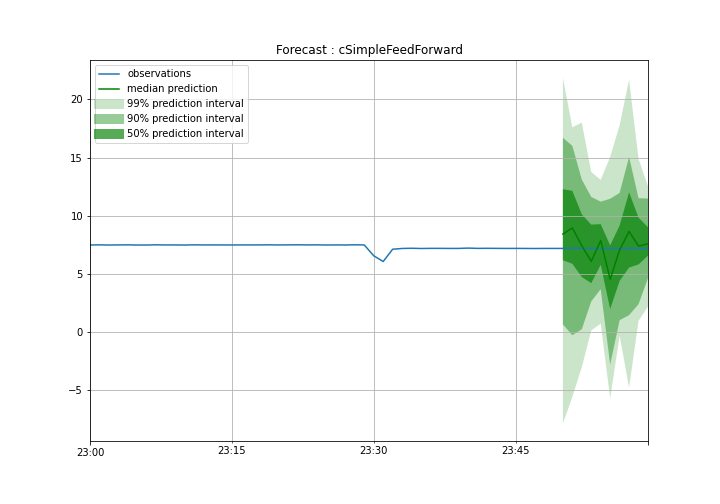 Forecast : cSimpleFeedForward
observations
median prediction
99% prediction interval
90% prediction interval
50% prediction interval
20
15
10
5
0
−5
23:00
23:15
23:30
23:45